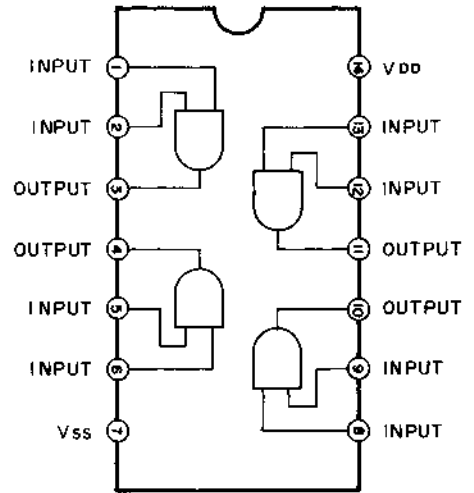 INPUT 1
INPUT 2
OUTPUT 3
OUTPUT 4
INPUT 5
INPUT 6
Vss 7
14 VDD
13 INPUT
12 INPUT
11 OUTPUT
10 OUTPUT
9 INPUT
8 INPUT